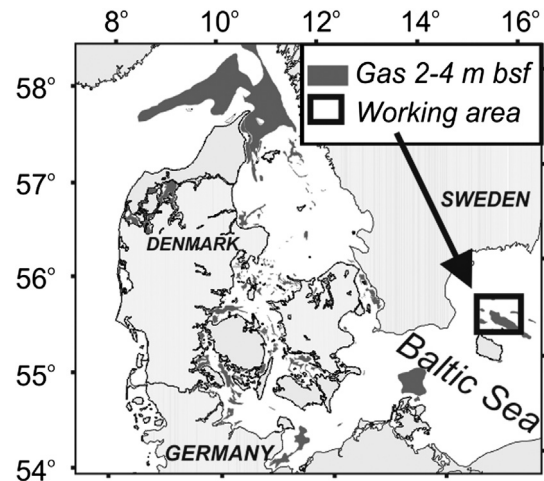 8° 10° 12° 14° 16°
58°
57°
56°
55°
54°
Gas 2-4 m bsf
Working area
SWEDEN
DENMARK
Baltic Sea
GERMANY